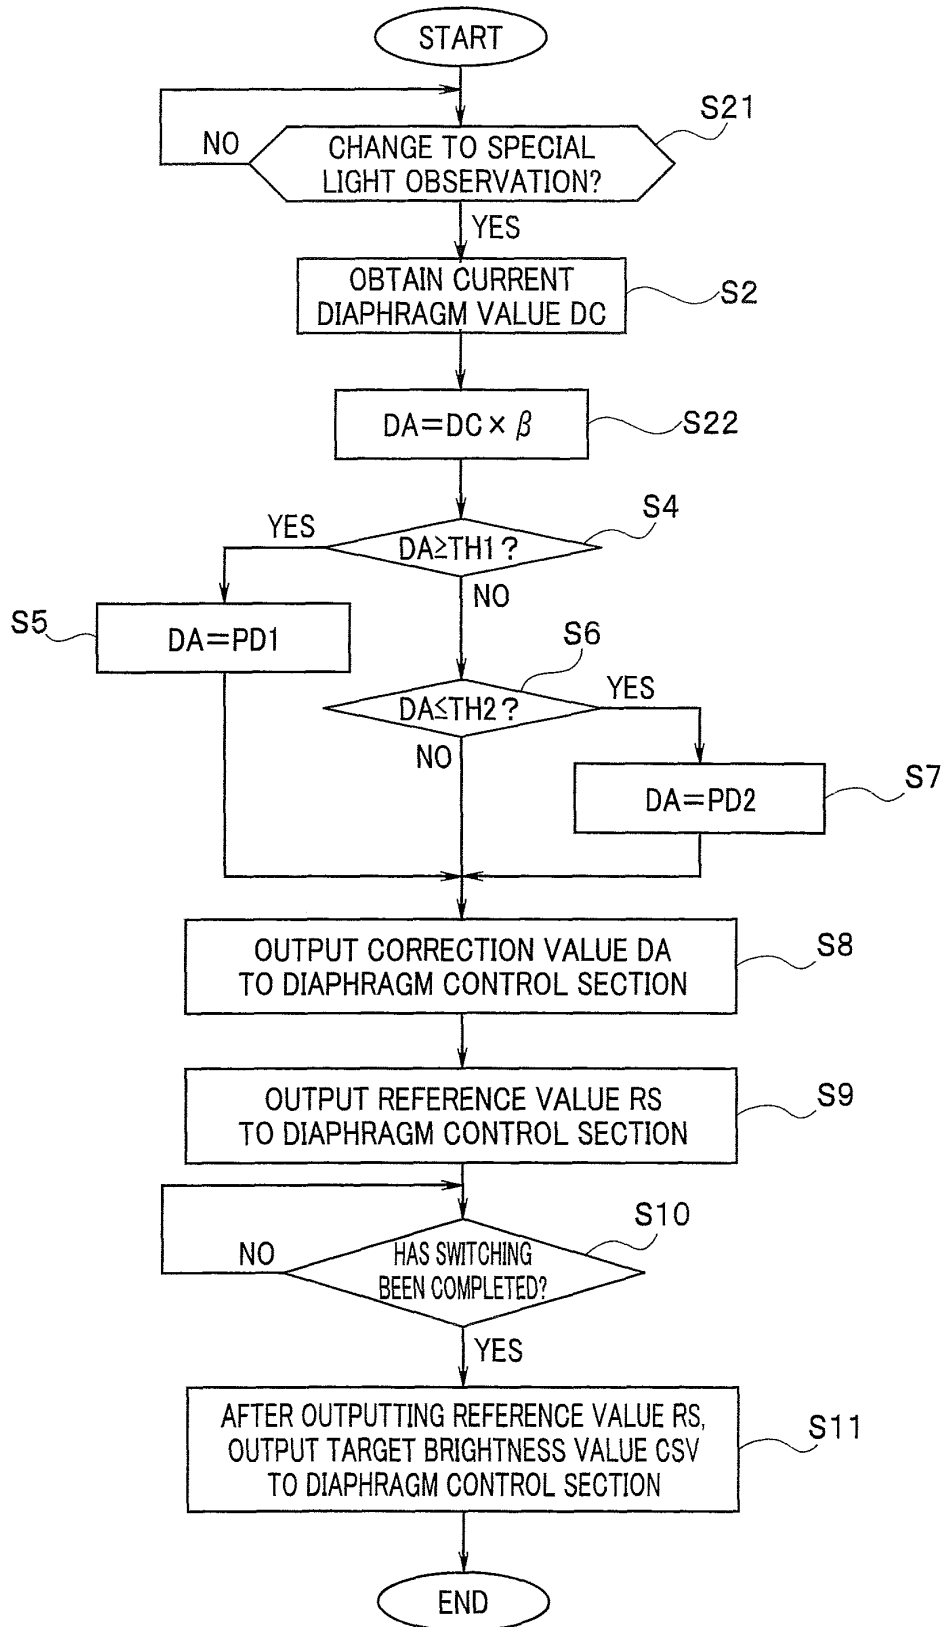 START
S21
NO
CHANGE TO SPECIAL
LIGHT OBSERVATION?
YES
OBTAIN CURRENT
DIAPHRAGM VALUE DC
S2
DA=DC×β
S22
S4
YES
DA≧TH1?
NO
S5
DA=PD1
S6
YES
DA≦TH2?
NO
S7
DA=PD2
OUTPUT CORRECTION VALUE DA
TO DIAPHRAGM CONTROL SECTION
S8
OUTPUT REFERENCE VALUE RS
TO DIAPHRAGM CONTROL SECTION
S9
S10
NO
HAS SWITCHING
BEEN COMPLETED?
YES
AFTER OUTPUTTING REFERENCE VALUE RS,
OUTPUT TARGET BRIGHTNESS VALUE CSV
TO DIAPHRAGM CONTROL SECTION
S11
END